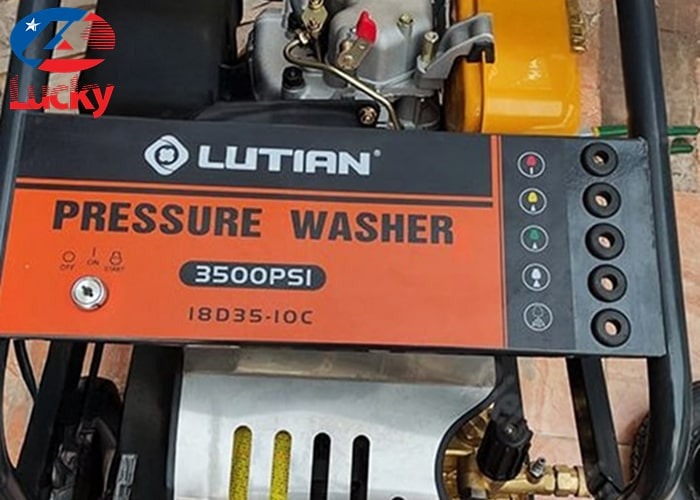 Lucky
LUTIAN®
PRESSURE WASHER
3500PSI
OFF ON START
18D35-10C